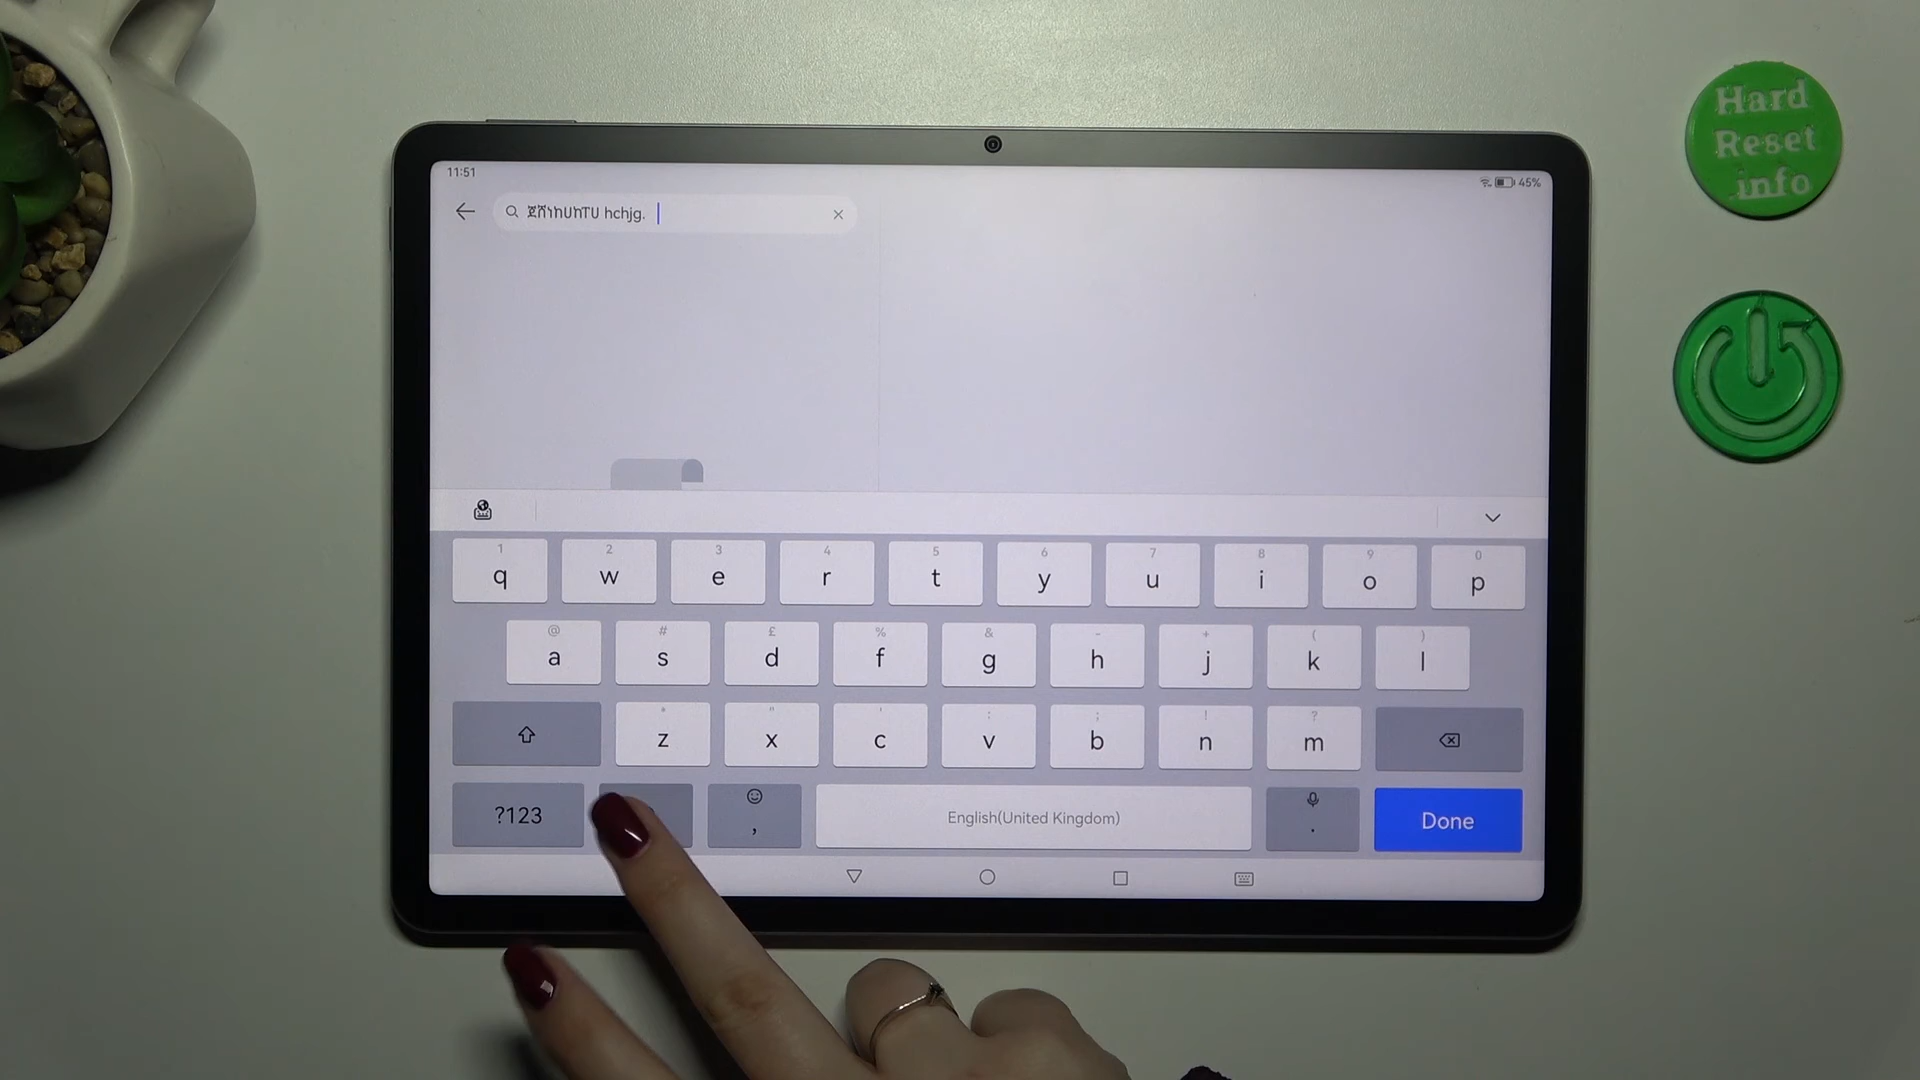 Hard
Reset
info
11:51
45%
ጀሸነከሀከTU hchjg.
1 2 3 4 5 6 7 8 9 0
q w e r t y u i o p
@ # £ % & - + ( )
a s d f g h j k l
* " ' : ; ! ?
z x c v b n m
?123 , English(United Kingdom) . Done